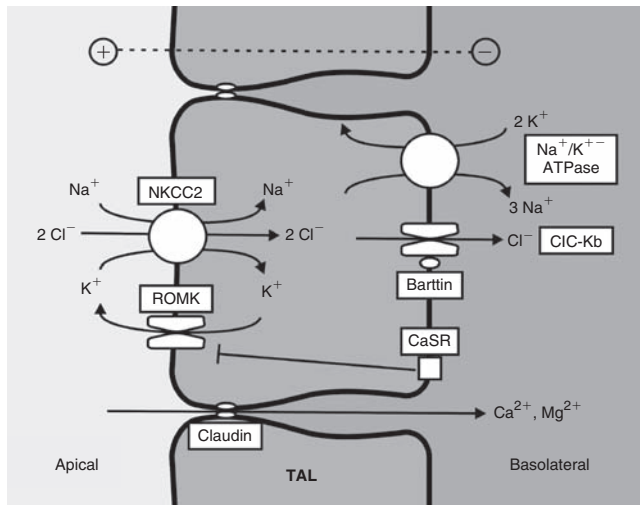 +
−
2 K⁺
Na⁺/K⁺⁻
ATPase
Na⁺
NKCC2
Na⁺
3 Na⁺
2 Cl⁻
2 Cl⁻
Cl⁻
ClC-Kb
K⁺
ROMK
K⁺
Barttin
CaSR
Ca²⁺, Mg²⁺
Claudin
Apical
TAL
Basolateral